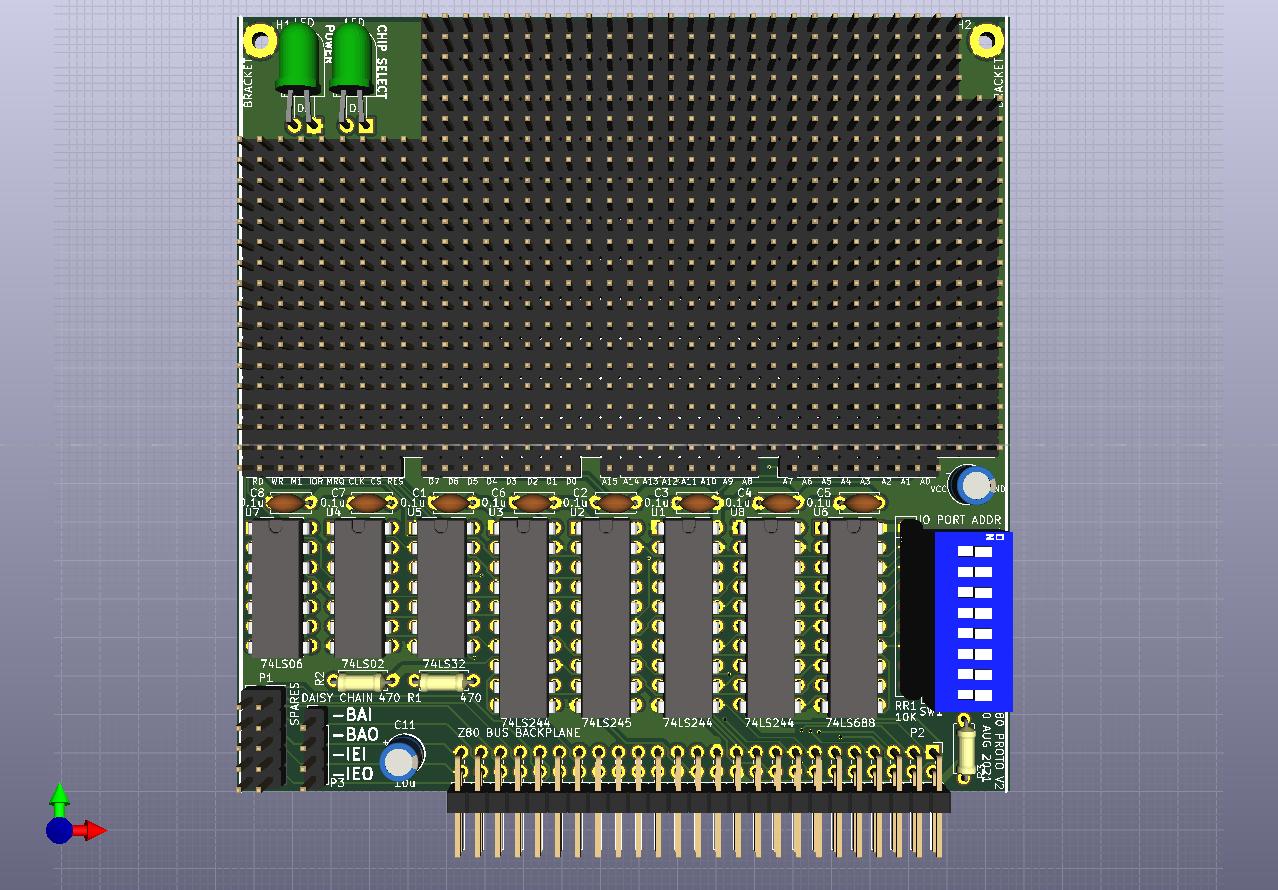 H1 LED
LED
H2
POWER
CHIP SELECT
BRACKET
BRACKET
D
RD WR M1 IOR MRQ CLK CS RES
D7 D6 D5 D4 D3 D2 D1 D0
A15 A14 A13 A12 A11 A10 A9 A8
A7 A6 A5 A4 A3 A2 A1 A0
VCC
C8 C7 C1 C6 C2 C3 C4 C5
0.1u 0.1u 0.1u 0.1u 0.1u 0.1u 0.1u 0.1u
U7 U4 U5 U3 U2 U1 U8 U6
IO PORT ADDR
ON
74LS06 74LS02 74LS32
P1
R2
SPARES
DAISY CHAIN 470 R1 470
74LS244 74LS245 74LS244 74LS244 74LS688
RR1
10K
SW1
-BAI
-BAO
-IEI
-IEO
P3
C11
10u
Z80 BUS BACKPLANE
P2
AUG 2021
PROTO V2